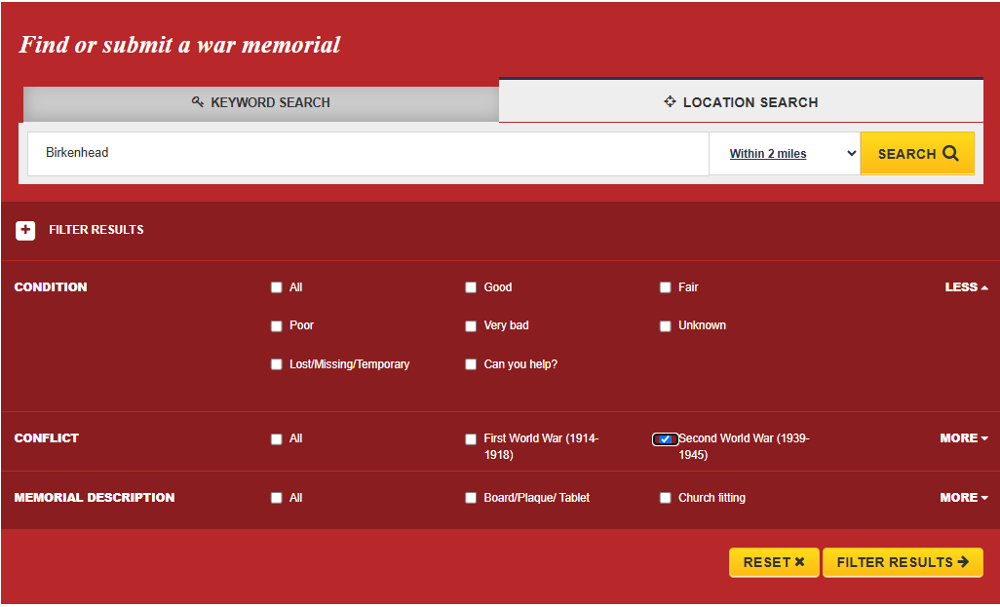 Find or submit a war memorial
KEYWORD SEARCH
LOCATION SEARCH
Birkenhead
Within 2 miles
SEARCH
FILTER RESULTS
CONDITION
All
Good
Fair
LESS
Poor
Very bad
Unknown
Lost/Missing/Temporary
Can you help?
CONFLICT
All
First World War (1914-
1918)
Second World War (1939-
1945)
MORE
MEMORIAL DESCRIPTION
All
Board/Plaque/ Tablet
Church fitting
MORE
RESET
FILTER RESULTS